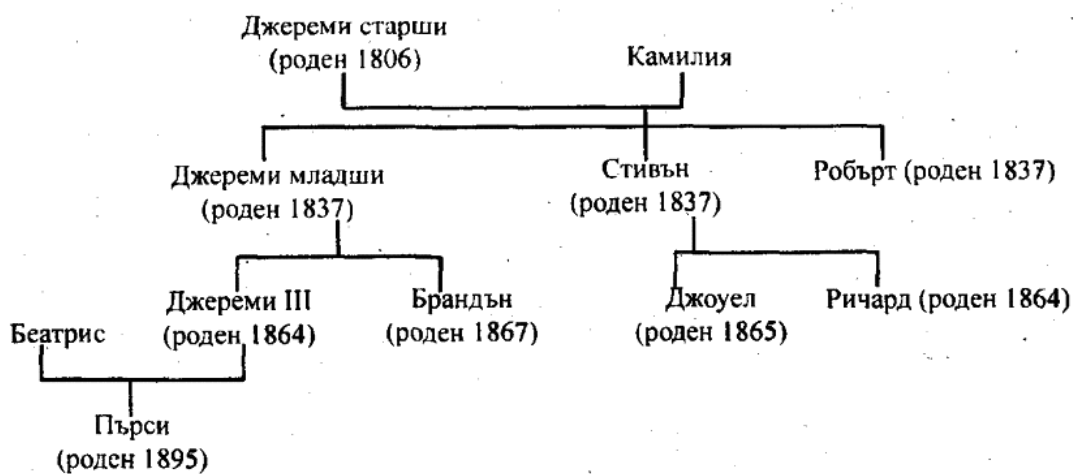 Джереми старши
(роден 1806)
Камилия
Джереми младши
(роден 1837)
Стивън
(роден 1837)
Робърт (роден 1837)
Беатрис
Джереми III
(роден 1864)
Брандън
(роден 1867)
Джоуел
(роден 1865)
Ричард (роден 1864)
Пърси
(роден 1895)